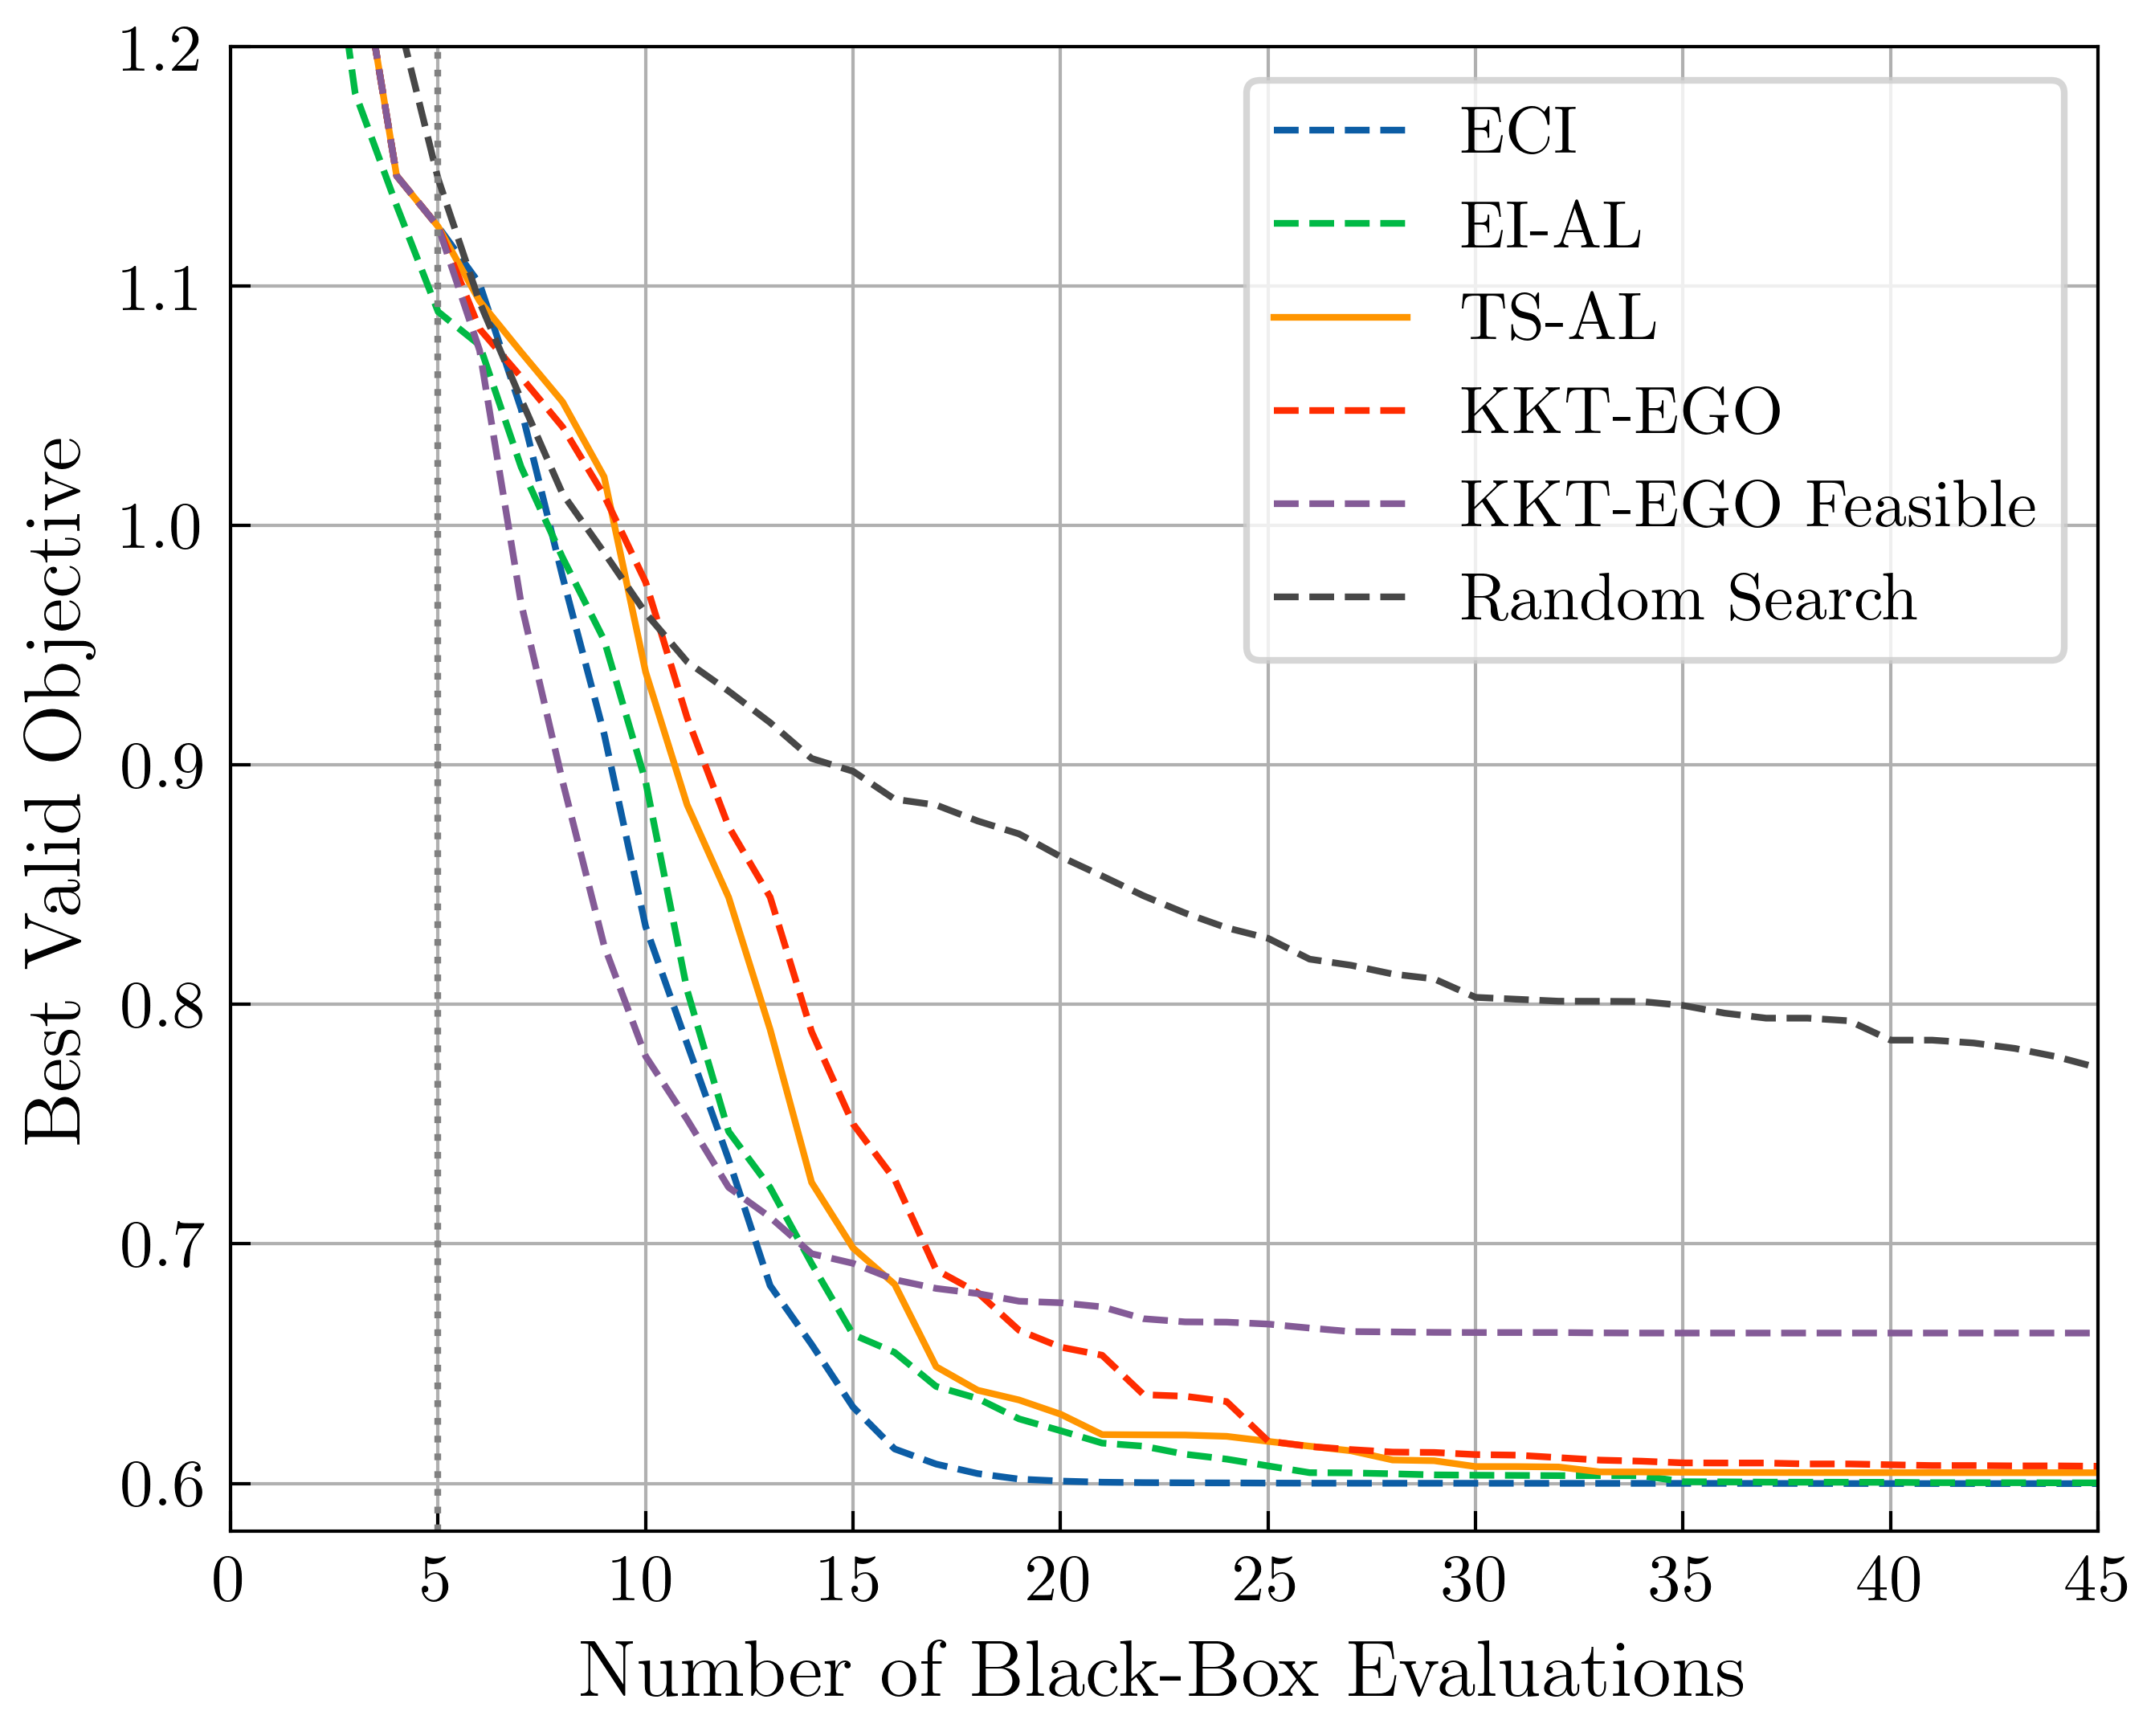 1.2
1.1
1.0
0.9
0.8
0.7
0.6
Best Valid Objective
ECI
EI-AL
TS-AL
KKT-EGO
KKT-EGO Feasible
Random Search
0 5 10 15 20 25 30 35 40 45
Number of Black-Box Evaluations